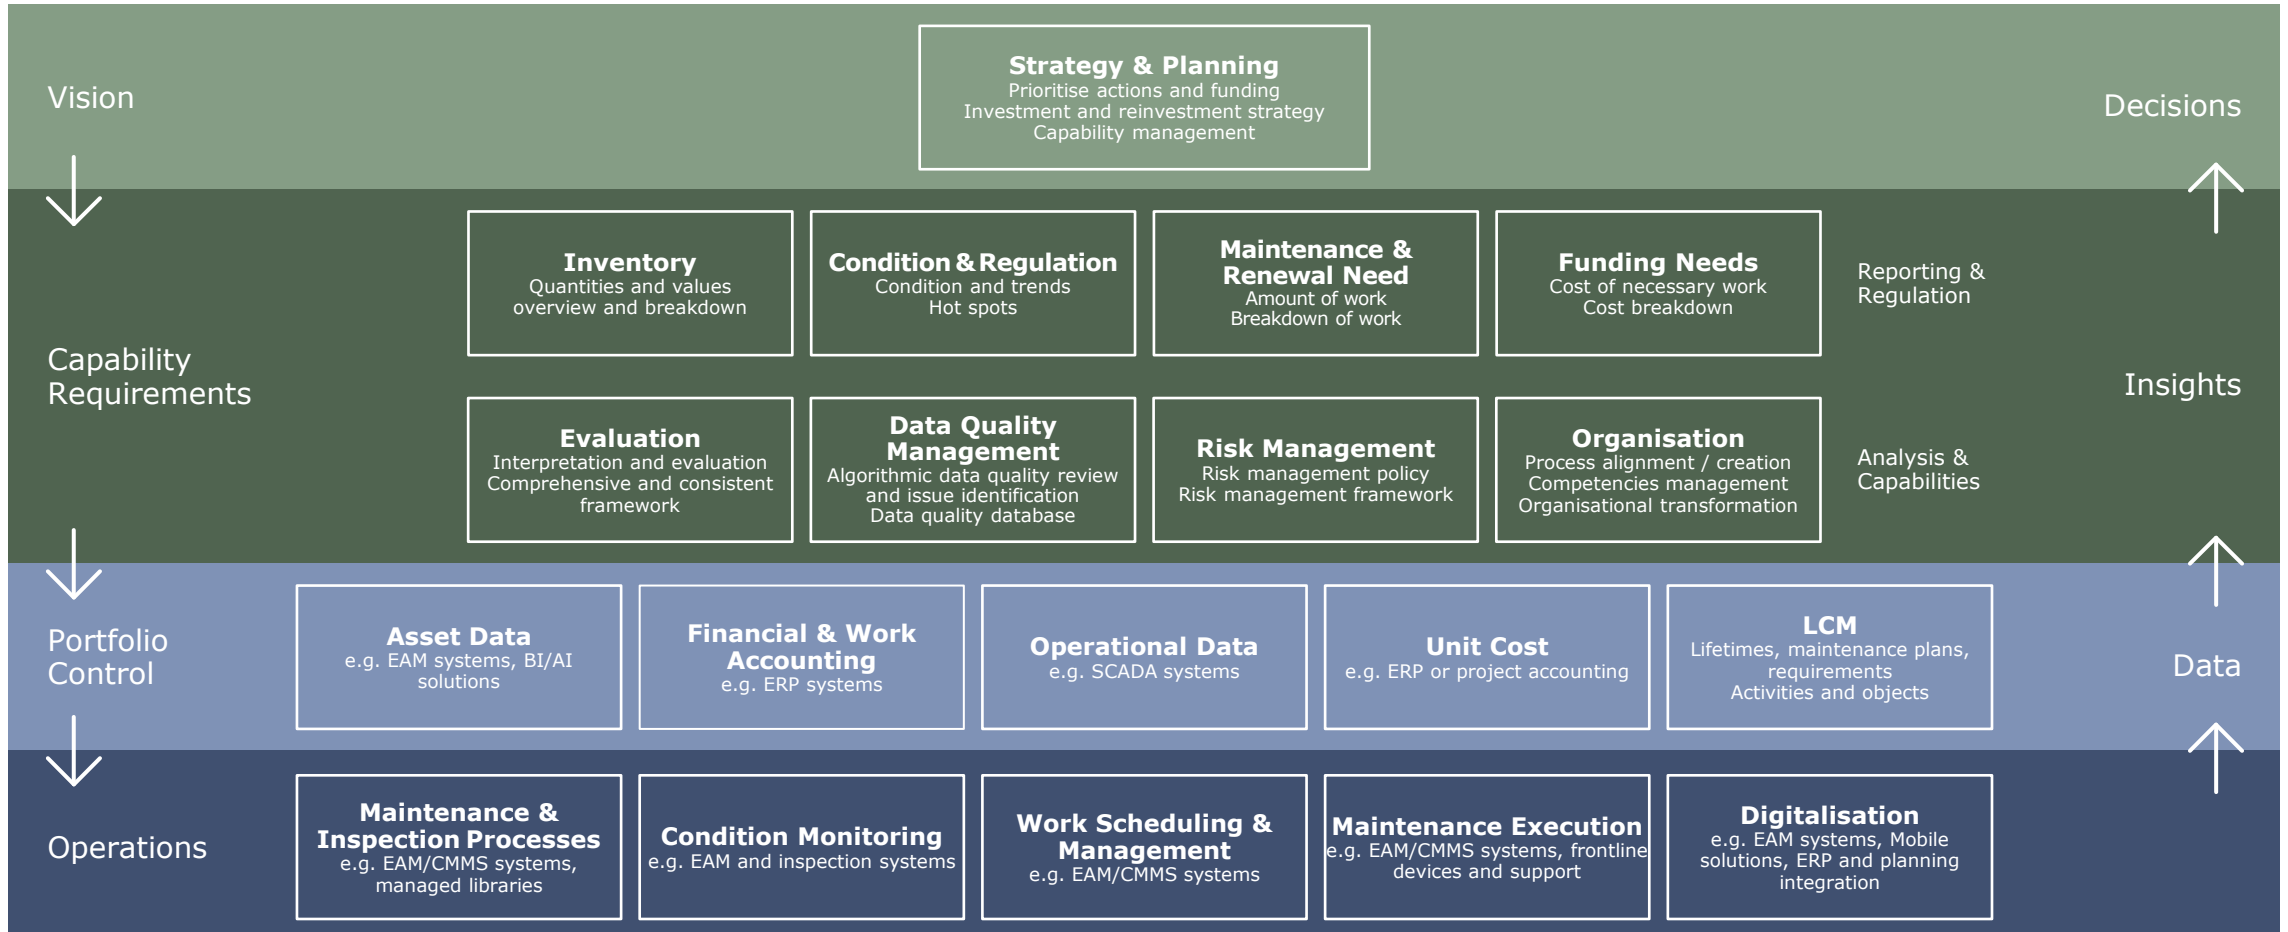 Vision
Strategy & Planning
Prioritise actions and funding
Investment and reinvestment strategy
Capability management
Decisions
Capability
Requirements
Inventory
Quantities and values
overview and breakdown
Condition & Regulation
Condition and trends
Hot spots
Maintenance &
Renewal Need
Amount of work
Breakdown of work
Funding Needs
Cost of necessary work
Cost breakdown
Reporting &
Regulation
Evaluation
Interpretation and evaluation
Comprehensive and consistent
framework
Data Quality
Management
Algorithmic data quality review
and issue identification
Data quality database
Risk Management
Risk management policy
Risk management framework
Organisation
Process alignment / creation
Competencies management
Organisational transformation
Analysis &
Capabilities
Insights
Portfolio
Control
Asset Data
e.g. EAM systems, BI/AI
solutions
Financial & Work
Accounting
e.g. ERP systems
Operational Data
e.g. SCADA systems
Unit Cost
e.g. ERP or project accounting
LCM
Lifetimes, maintenance plans,
requirements
Activities and objects
Data
Operations
Maintenance &
Inspection Processes
e.g. EAM/CMMS systems,
managed libraries
Condition Monitoring
e.g. EAM and inspection systems
Work Scheduling &
Management
e.g. EAM/CMMS systems
Maintenance Execution
e.g. EAM/CMMS systems, frontline
devices and support
Digitalisation
e.g. EAM systems, Mobile
solutions, ERP and planning
integration